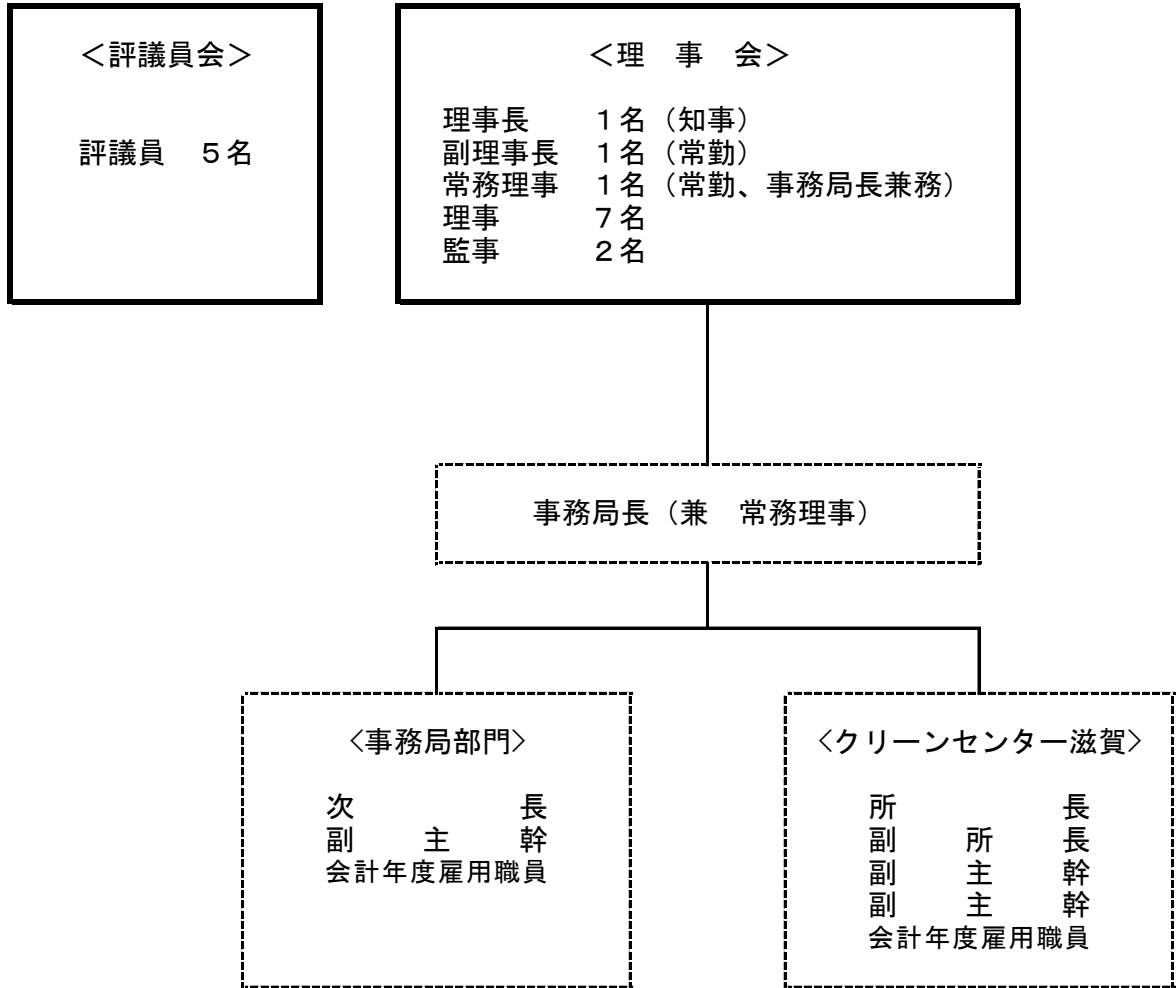 ＜評議員会＞
評議員　５名
＜理　事　会＞
理事長　　１名（知事）
副理事長　１名（常勤）
常務理事　１名（常勤、事務局長兼務）
理事　　　７名
監事　　　２名
事務局長（兼　常務理事）
〈事務局部門〉
次　　　　　　長
副　　主　　幹
会計年度雇用職員
〈クリーンセンター滋賀〉
所　　　　　　長
副　　所　　長
副　　主　　幹
副　　主　　幹
会計年度雇用職員